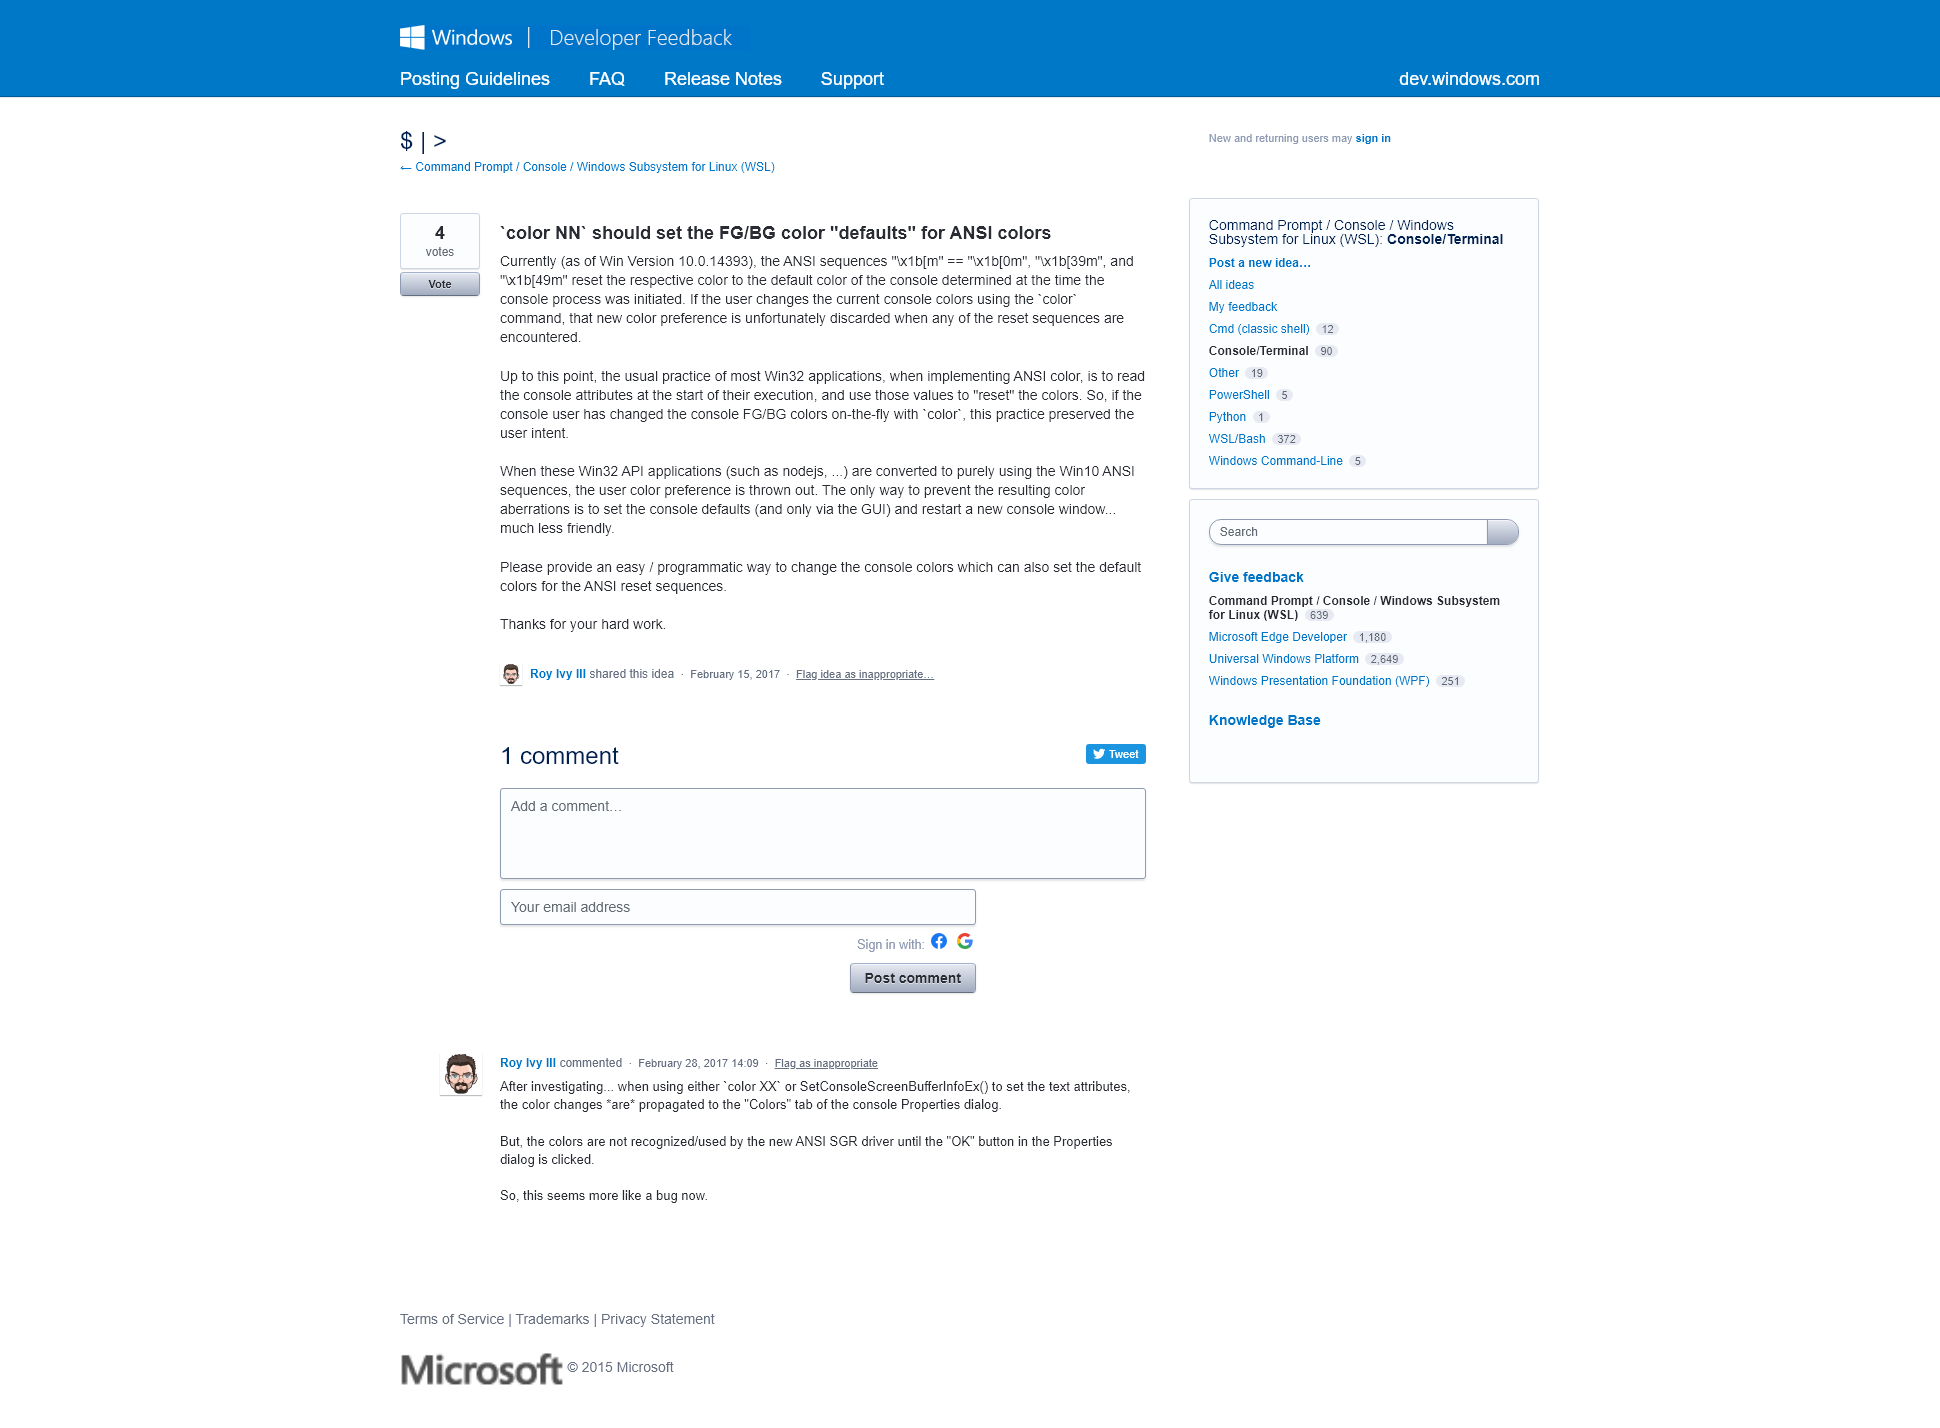 Windows | Developer Feedback
Posting Guidelines FAQ Release Notes Support dev.windows.com
$ | >
New and returning users may sign in
← Command Prompt / Console / Windows Subsystem for Linux (WSL)
4
votes
Vote
`color NN` should set the FG/BG color "defaults" for ANSI colors
Currently (as of Win Version 10.0.14393), the ANSI sequences "\x1b[m" == "\x1b[0m", "\x1b[39m", and
"\x1b[49m" reset the respective color to the default color of the console determined at the time the
console process was initiated. If the user changes the current console colors using the `color`
command, that new color preference is unfortunately discarded when any of the reset sequences are
encountered.
Up to this point, the usual practice of most Win32 applications, when implementing ANSI color, is to read
the console attributes at the start of their execution, and use those values to "reset" the colors. So, if the
console user has changed the console FG/BG colors on-the-fly with `color`, this practice preserved the
user intent.
When these Win32 API applications (such as nodejs, ...) are converted to purely using the Win10 ANSI
sequences, the user color preference is thrown out. The only way to prevent the resulting color
aberrations is to set the console defaults (and only via the GUI) and restart a new console window...
much less friendly.
Please provide an easy / programmatic way to change the console colors which can also set the default
colors for the ANSI reset sequences.
Thanks for your hard work.
Roy Ivy III shared this idea · February 15, 2017 · Flag idea as inappropriate…
1 comment
Tweet
Add a comment…
Your email address
Sign in with:
Post comment
Roy Ivy III commented · February 28, 2017 14:09 · Flag as inappropriate
After investigating... when using either `color XX` or SetConsoleScreenBufferInfoEx() to set the text attributes,
the color changes *are* propagated to the "Colors" tab of the console Properties dialog.
But, the colors are not recognized/used by the new ANSI SGR driver until the "OK" button in the Properties
dialog is clicked.
So, this seems more like a bug now.
Command Prompt / Console / Windows
Subsystem for Linux (WSL): Console/Terminal
Post a new idea…
All ideas
My feedback
Cmd (classic shell) 12
Console/Terminal 90
Other 19
PowerShell 5
Python 1
WSL/Bash 372
Windows Command-Line 5
Search
Give feedback
Command Prompt / Console / Windows Subsystem
for Linux (WSL) 639
Microsoft Edge Developer 1,180
Universal Windows Platform 2,649
Windows Presentation Foundation (WPF) 251
Knowledge Base
Terms of Service | Trademarks | Privacy Statement
Microsoft © 2015 Microsoft